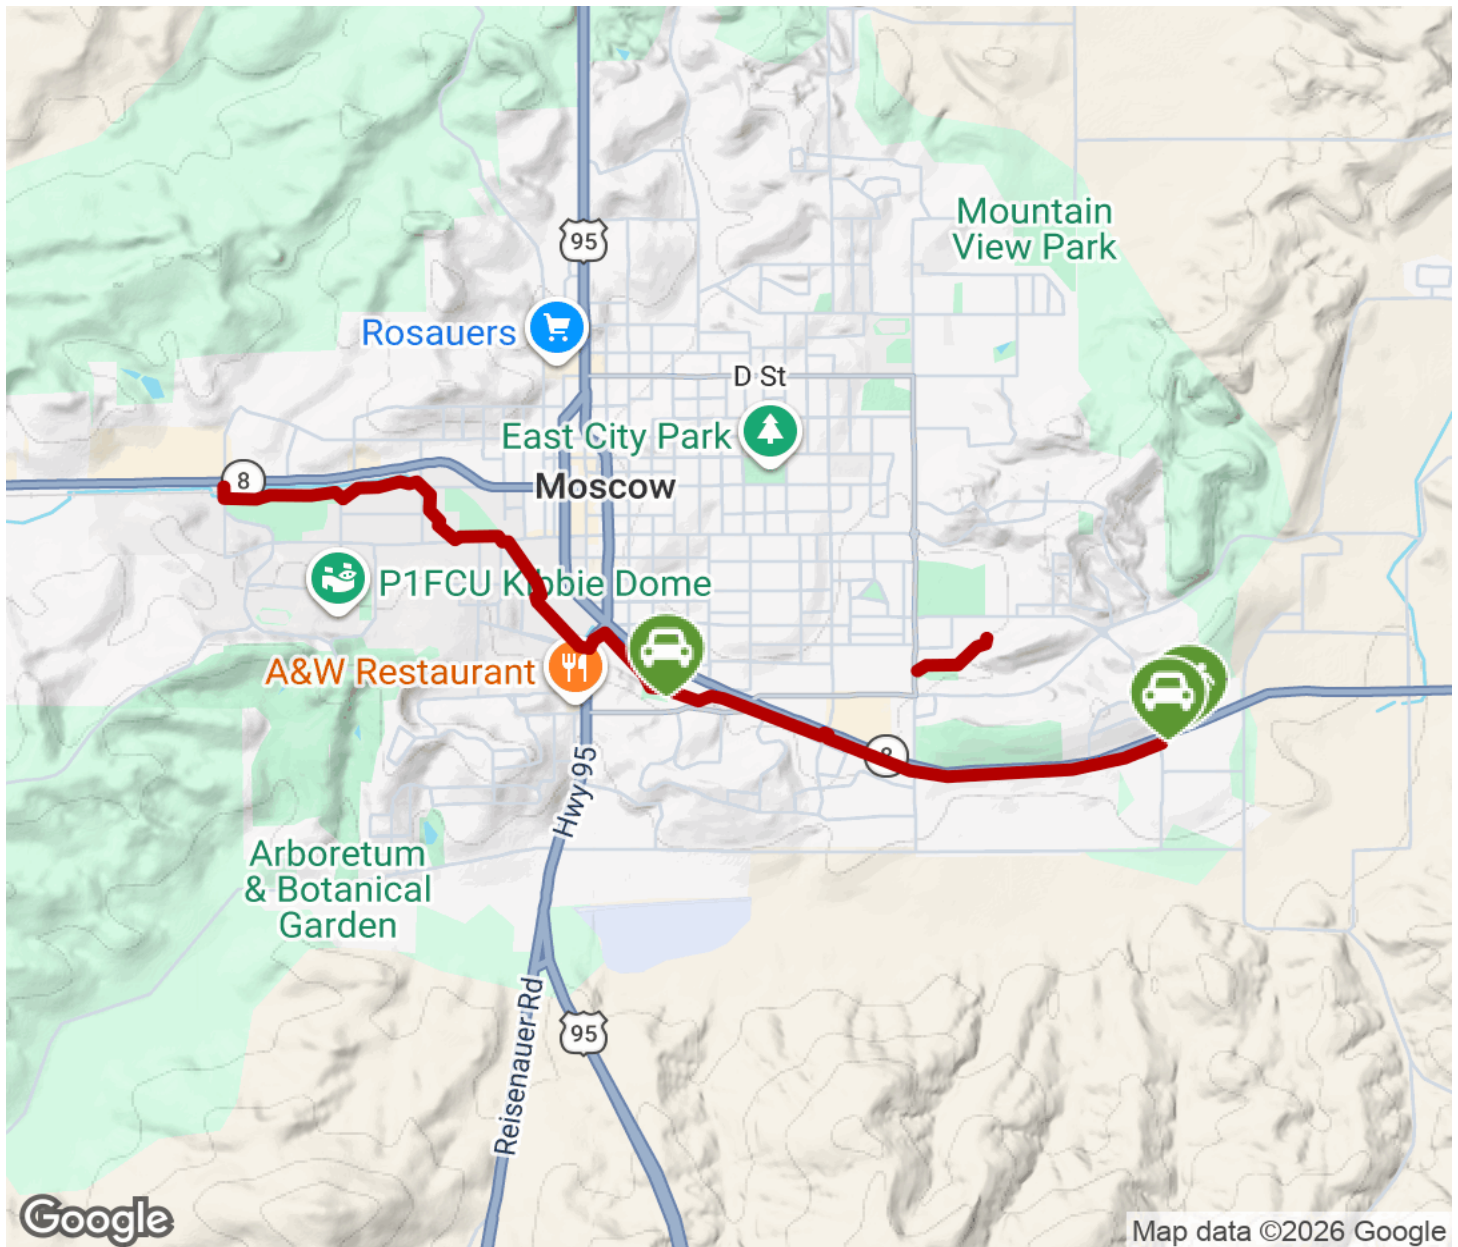 Mountain
View Park
95
Rosauers
D St
East City Park
8
Moscow
P1FCU Kibbie Dome
A&W Restaurant
8
Hwy 95
Arboretum
& Botanical
Garden
Reisenauer Rd
95
Google
Map data ©2026 Google